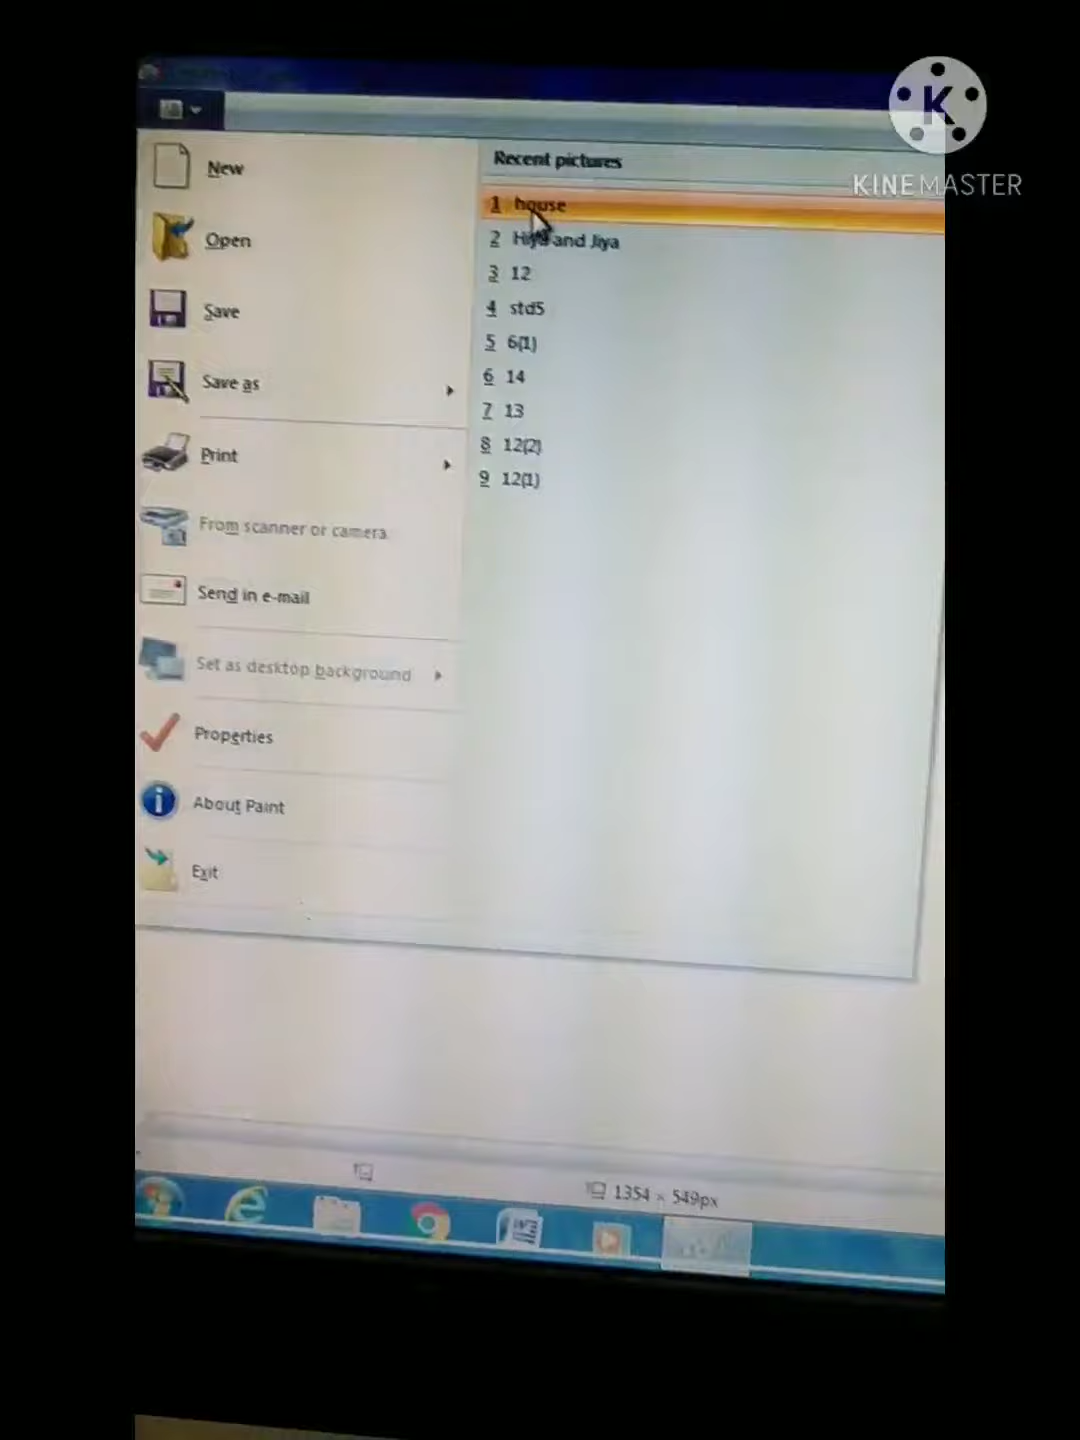 KINEMASTER
New
Open
Save
Save as
Print
From scanner or camera
Send in e-mail
Set as desktop background
Properties
About Paint
Exit
Recent pictures
1 house
2 Hiya and Jiya
3 12
4 std5
5 6(1)
6 14
7 13
8 12(2)
9 12(1)
1354 × 549px